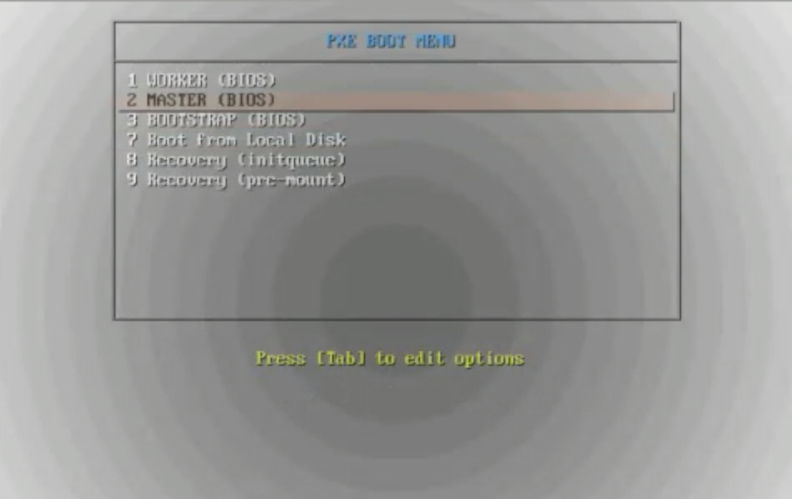 PXE BOOT MENU
1 WORKER (BIOS)
2 MASTER (BIOS)
3 BOOTSTRAP (BIOS)
7 Boot from Local Disk
8 Recovery (initqueue)
9 Recovery (pre-mount)
Press [Tab] to edit options